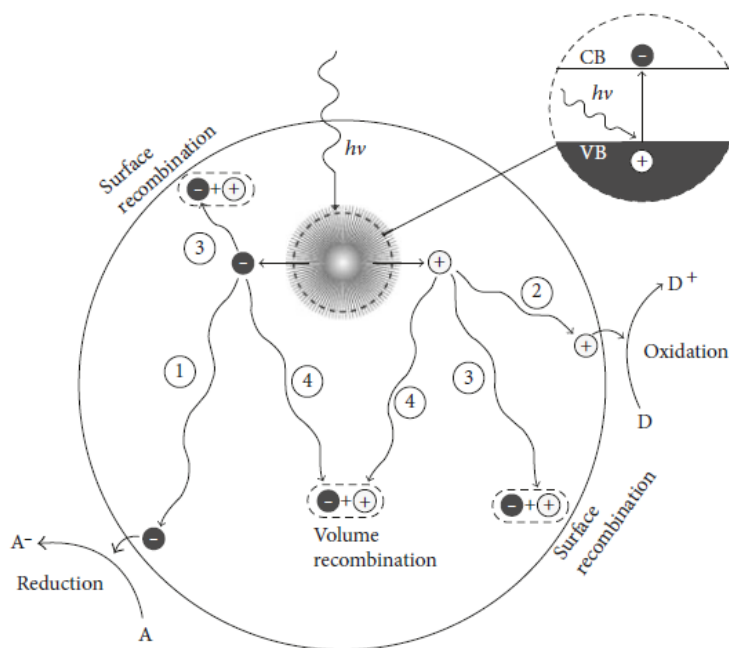 CB
hν
VB
hν
Surface
recombination
− + +
3
−
+
2
D+
+
Oxidation
1
4
4
3
D
− + +
− + +
Volume
recombination
Surface
recombination
A−
−
Reduction
A